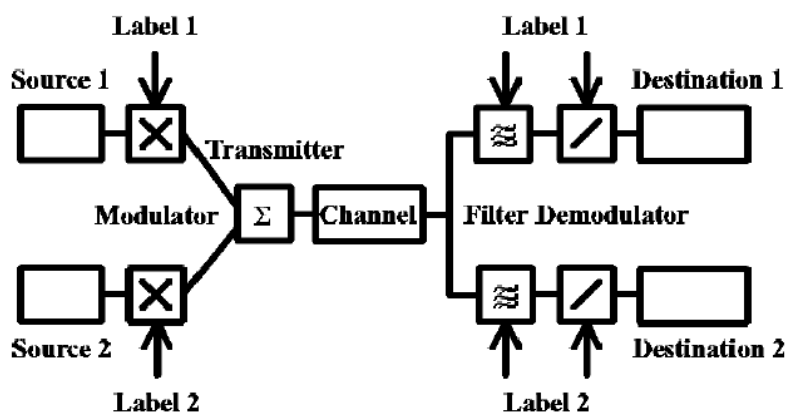 Label 1
Label 1
Source 1
Destination 1
Transmitter
Modulator
Σ
Channel
Filter Demodulator
Source 2
Destination 2
Label 2
Label 2